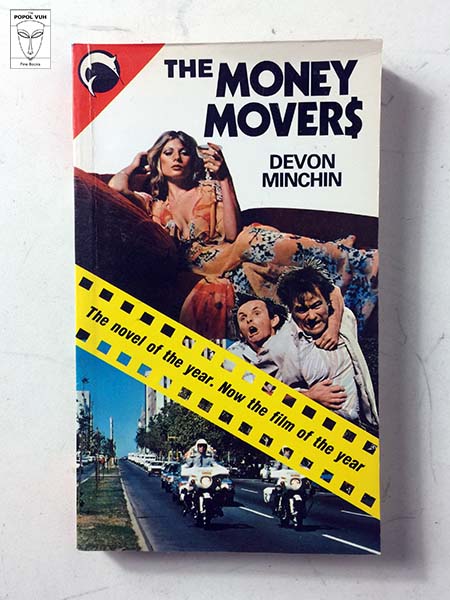 THE
POPOL VUH
Fine Books
THE MONEY
MOVER$
DEVON
MINCHIN
The novel of the year. Now the film of the year